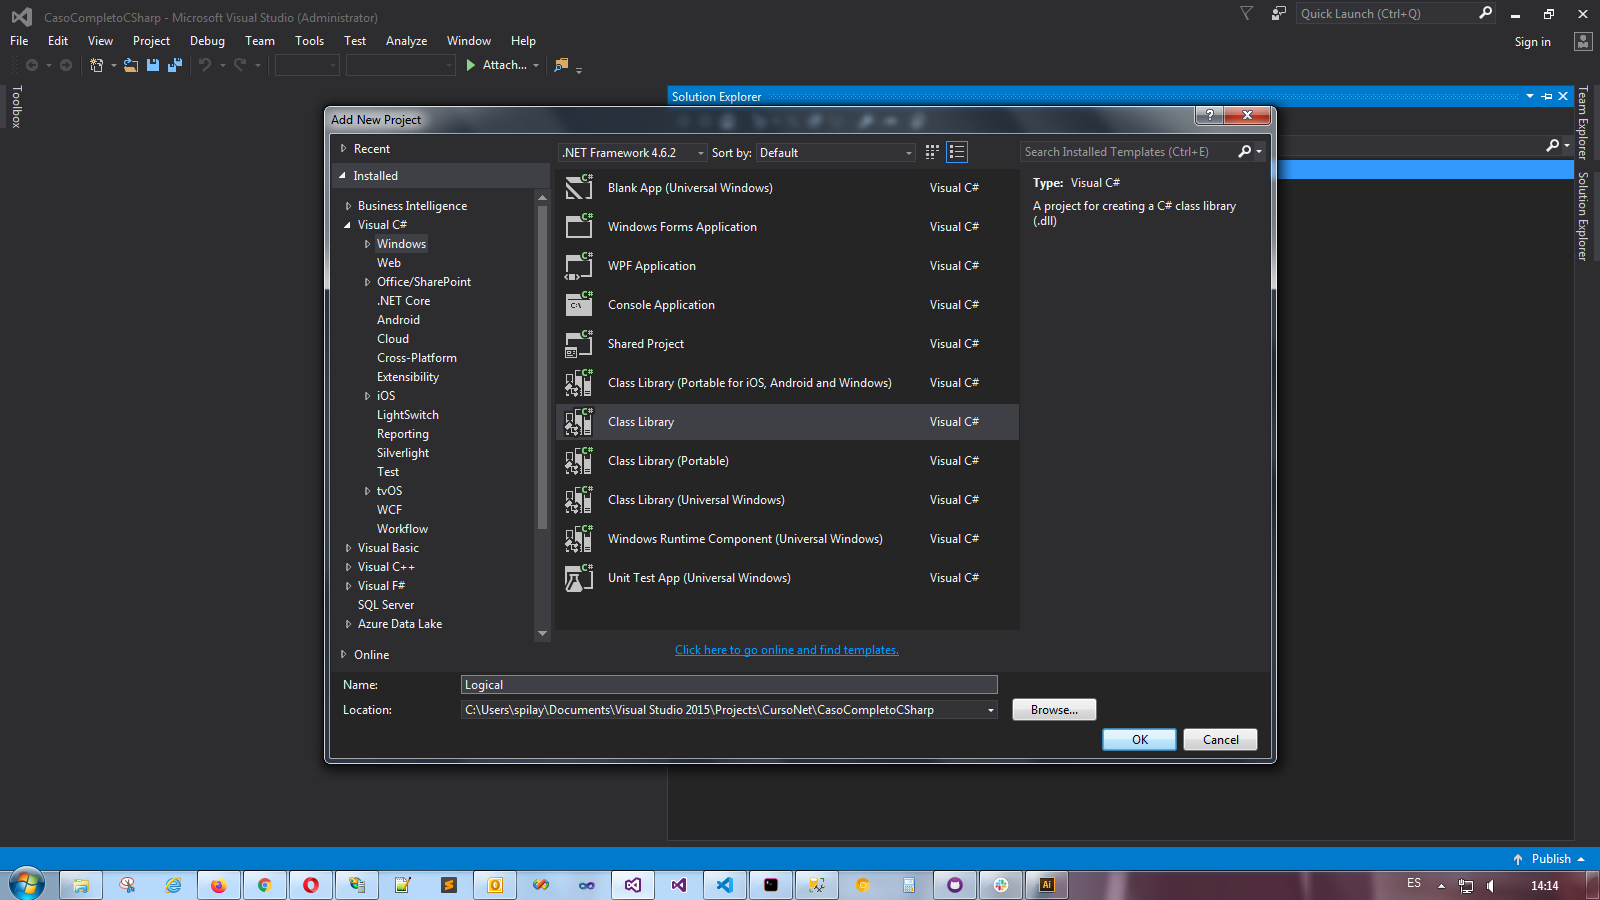 CasoCompletoCSharp - Microsoft Visual Studio (Administrator)
Quick Launch (Ctrl+Q)
File Edit View Project Debug Team Tools Test Analyze Window Help
Sign in
Attach...
Toolbox
Solution Explorer
Team Explorer
Solution Explorer
Add New Project
Recent
Installed
Business Intelligence
Visual C#
Windows
Web
Office/SharePoint
.NET Core
Android
Cloud
Cross-Platform
Extensibility
iOS
LightSwitch
Reporting
Silverlight
Test
tvOS
WCF
Workflow
Visual Basic
Visual C++
Visual F#
SQL Server
Azure Data Lake
Online
.NET Framework 4.6.2 Sort by: Default
Search Installed Templates (Ctrl+E)
Blank App (Universal Windows) Visual C#
Windows Forms Application Visual C#
WPF Application Visual C#
Console Application Visual C#
Shared Project Visual C#
Class Library (Portable for iOS, Android and Windows) Visual C#
Class Library Visual C#
Class Library (Portable) Visual C#
Class Library (Universal Windows) Visual C#
Windows Runtime Component (Universal Windows) Visual C#
Unit Test App (Universal Windows) Visual C#
Type: Visual C#
A project for creating a C# class library
(.dll)
Click here to go online and find templates.
Name: Logical
Location: C:\Users\spilay\Documents\Visual Studio 2015\Projects\CursoNet\CasoCompletoCSharp
Browse...
OK Cancel
Publish
Ai
ES
14:14